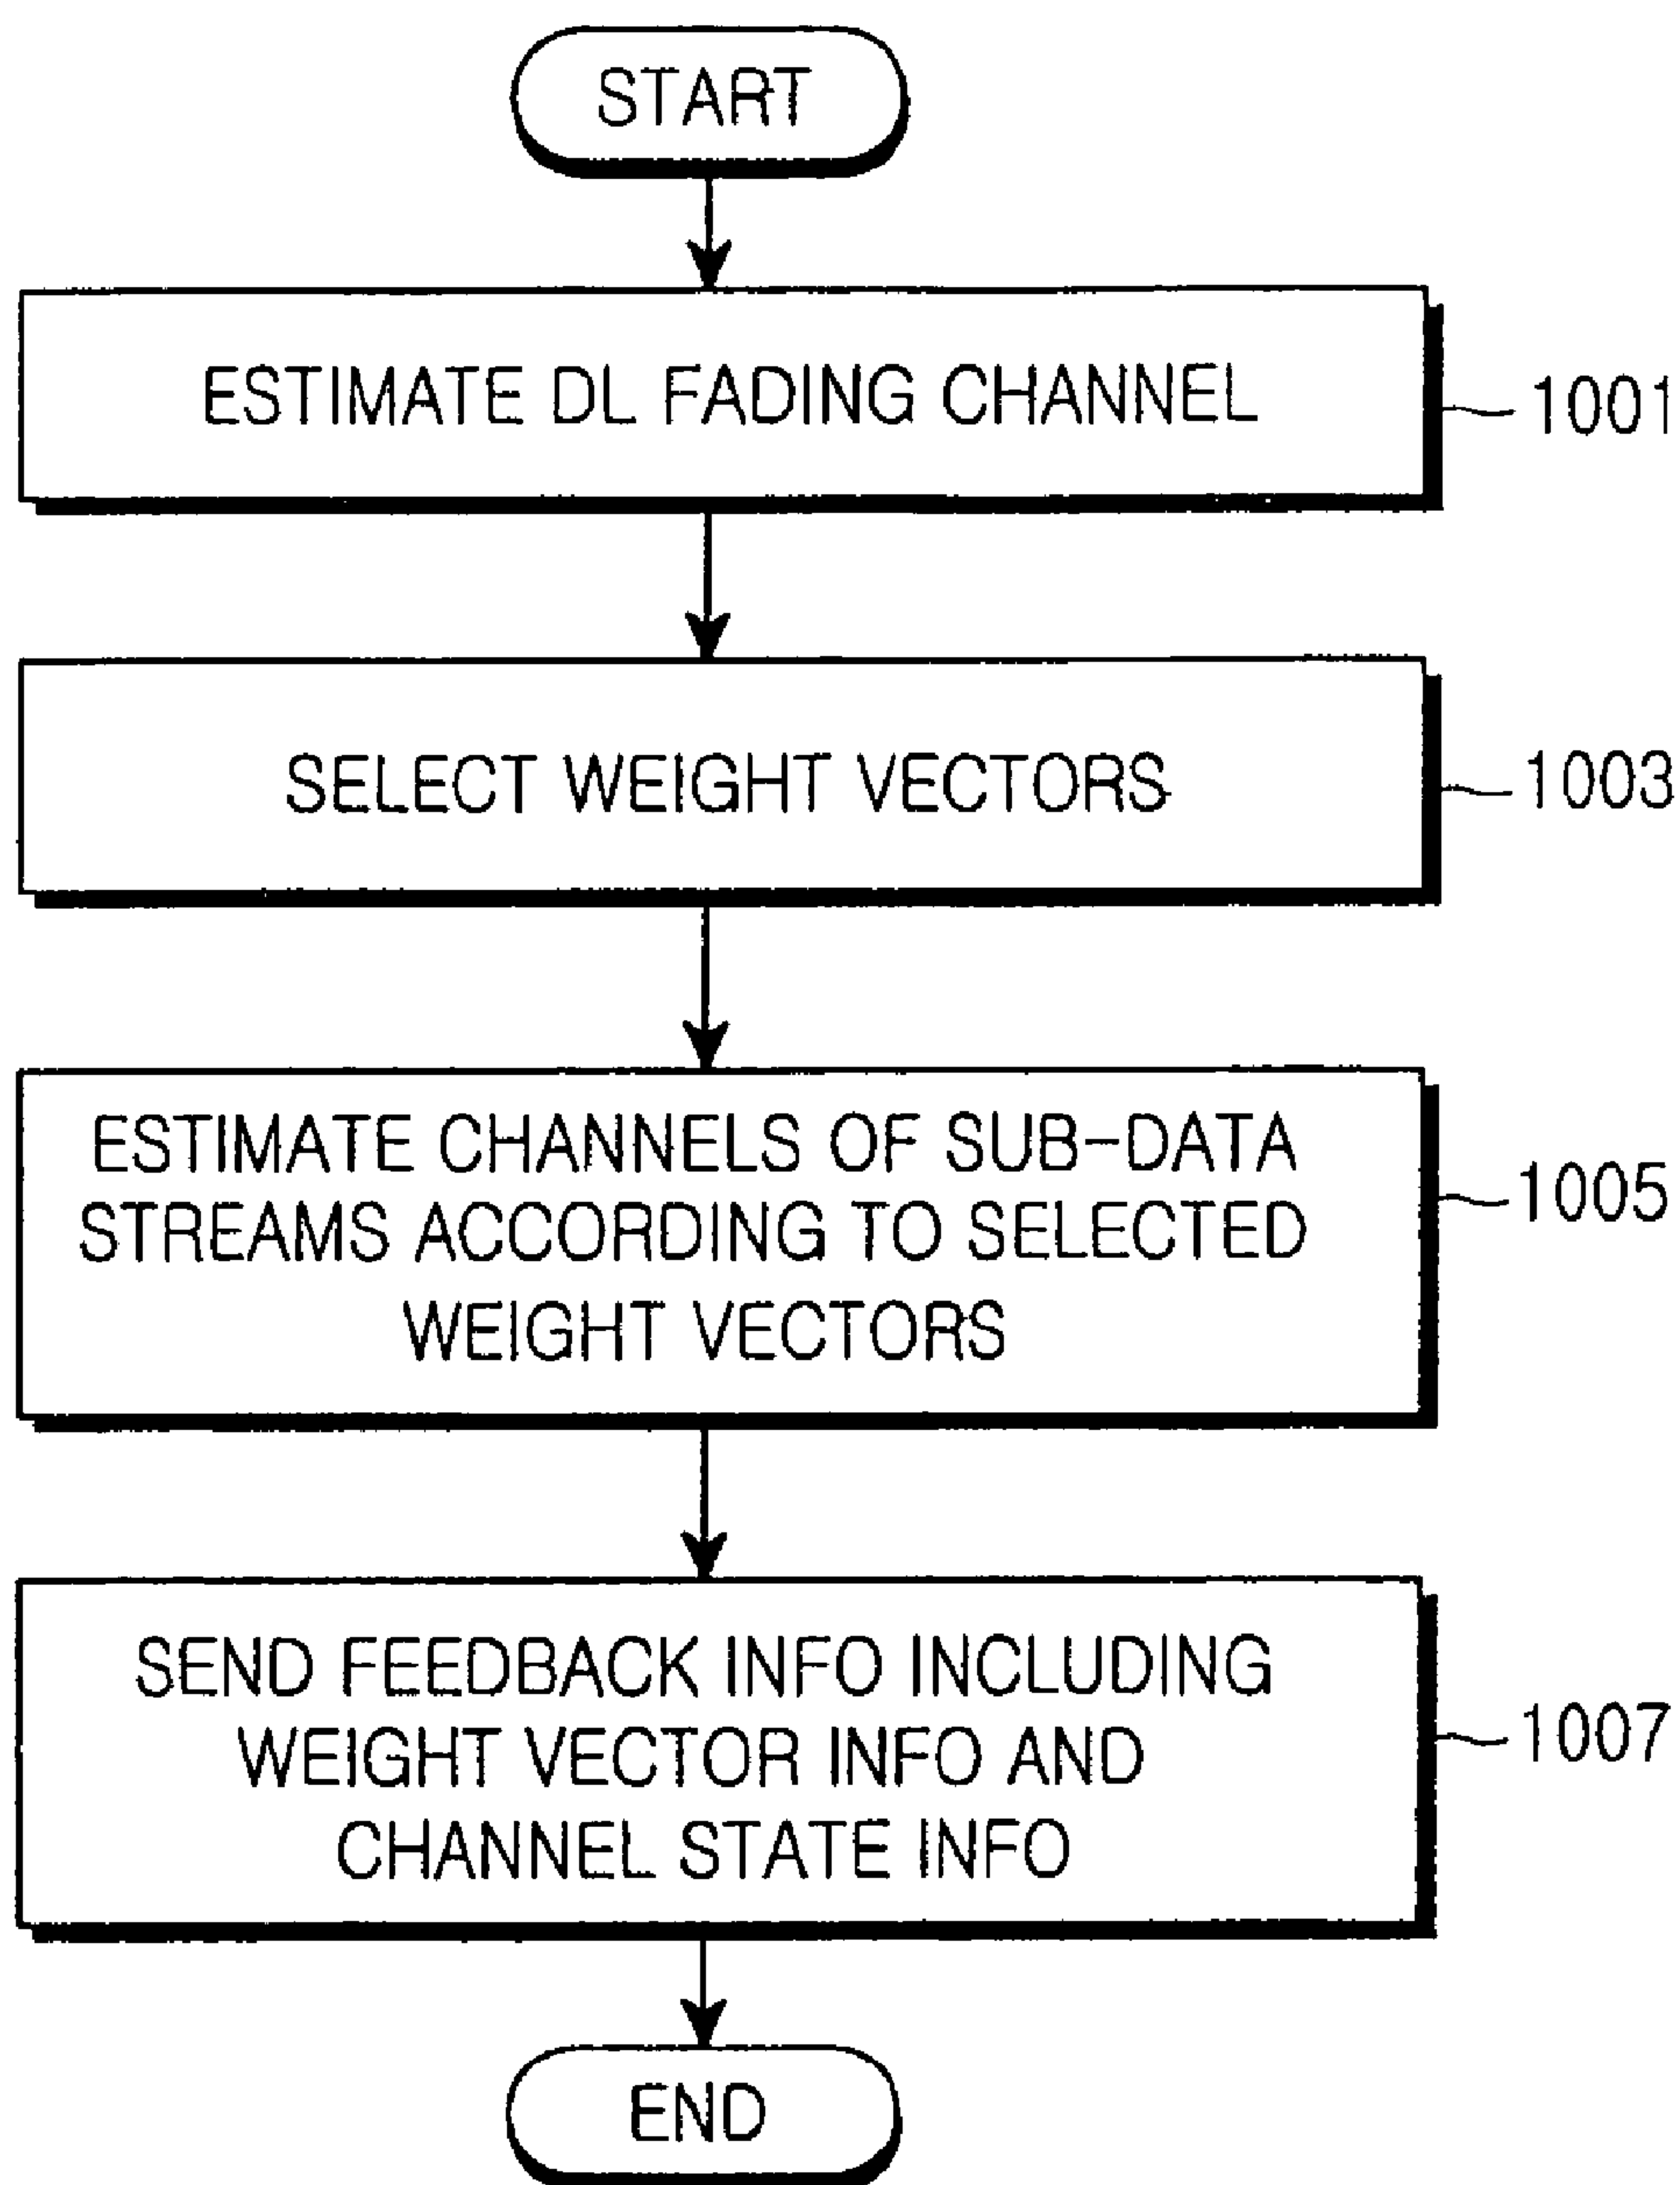 START
ESTIMATE DL FADING CHANNEL
1001
SELECT WEIGHT VECTORS
1003
ESTIMATE CHANNELS OF SUB-DATA
STREAMS ACCORDING TO SELECTED
WEIGHT VECTORS
1005
SEND FEEDBACK INFO INCLUDING
WEIGHT VECTOR INFO AND
CHANNEL STATE INFO
1007
END